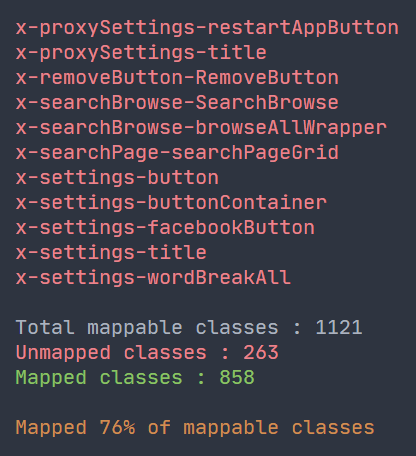 x-proxySettings-restartAppButton
x-proxySettings-title
x-removeButton-RemoveButton
x-searchBrowse-SearchBrowse
x-searchBrowse-browseAllWrapper
x-searchPage-searchPageGrid
x-settings-button
x-settings-buttonContainer
x-settings-facebookButton
x-settings-title
x-settings-wordBreakAll
Total mappable classes : 1121
Unmapped classes : 263
Mapped classes : 858
Mapped 76% of mappable classes